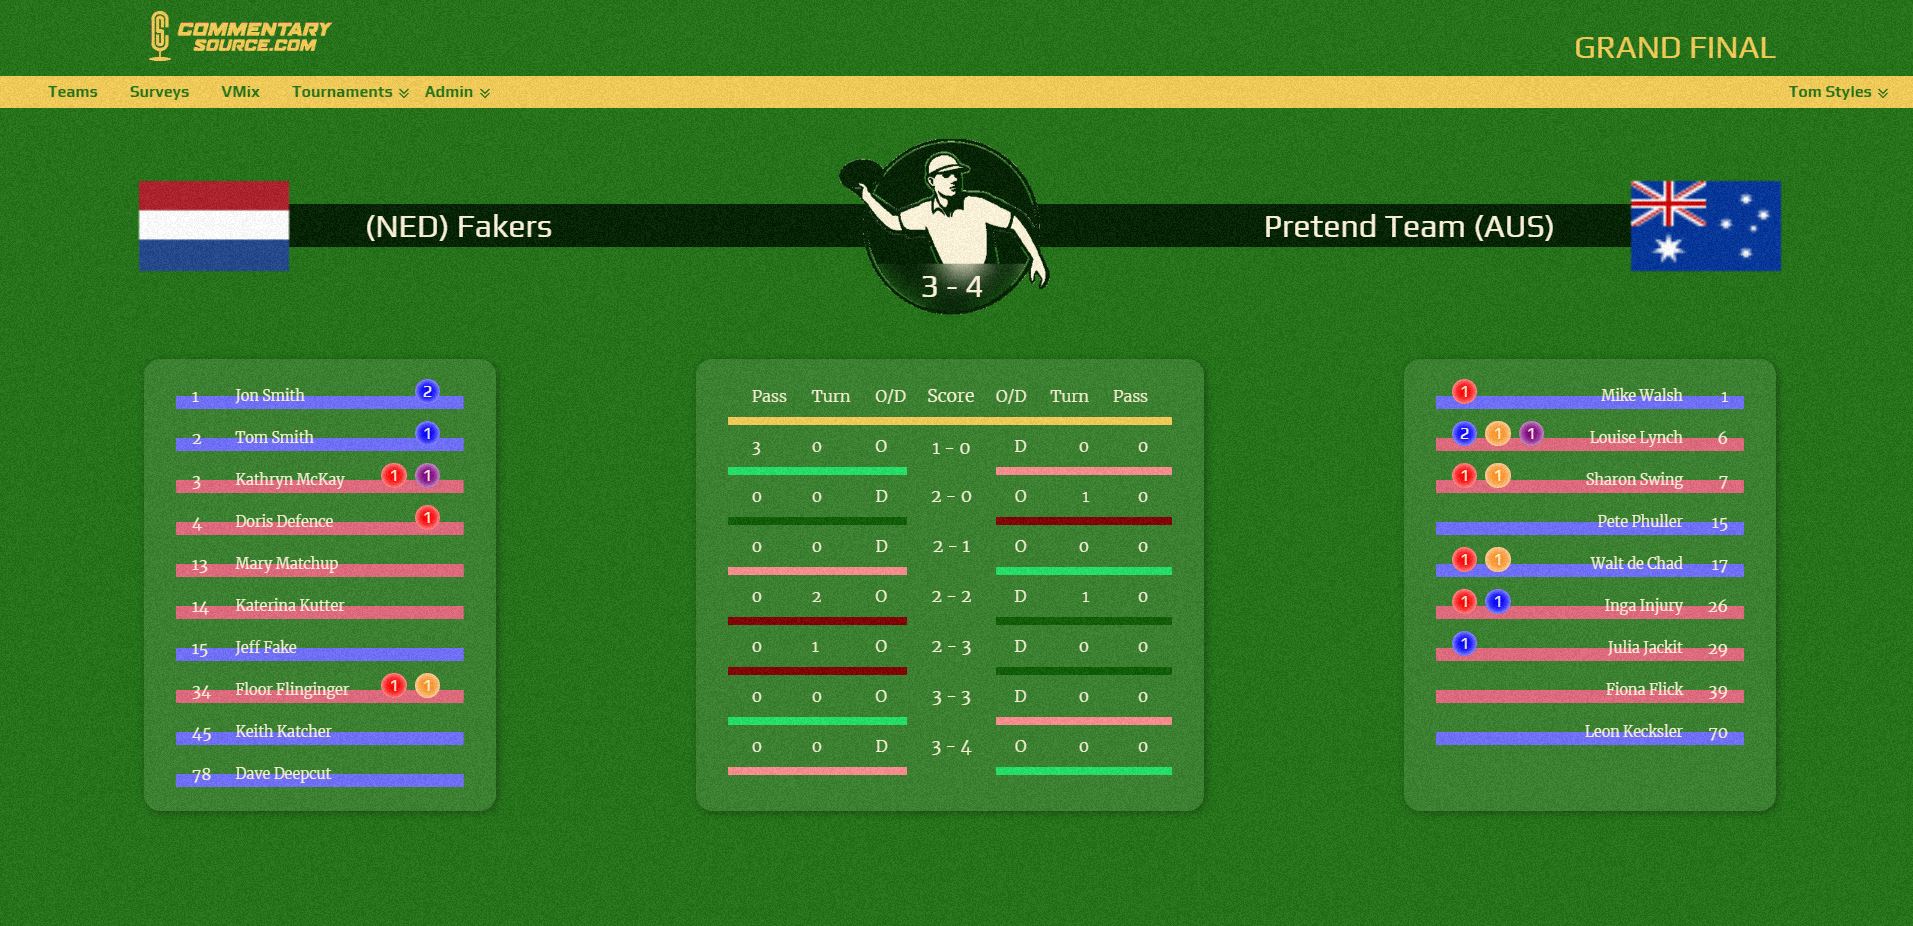 COMMENTARY
SOURCE.COM
GRAND FINAL
Teams Surveys VMix Tournaments Admin Tom Styles
(NED) Fakers Pretend Team (AUS)
3 - 4
1 Jon Smith 2
2 Tom Smith 1
3 Kathryn McKay 1 1
4 Doris Defence 1
13 Mary Matchup
14 Katerina Kutter
15 Jeff Fake
34 Floor Flinginger 1 1
45 Keith Katcher
78 Dave Deepcut
Pass Turn O/D Score O/D Turn Pass
3 0 O 1 - 0 D 0 0
0 0 D 2 - 0 O 1 0
0 0 D 2 - 1 O 0 0
0 2 O 2 - 2 D 1 0
0 1 O 2 - 3 D 0 0
0 0 O 3 - 3 D 0 0
0 0 D 3 - 4 O 0 0
1 Mike Walsh 1
2 1 1 Louise Lynch 6
1 1 Sharon Swing 7
Pete Phuller 15
1 1 Walt de Chad 17
1 1 Inga Injury 26
1 Julia Jackit 29
Fiona Flick 39
Leon Kecksler 70